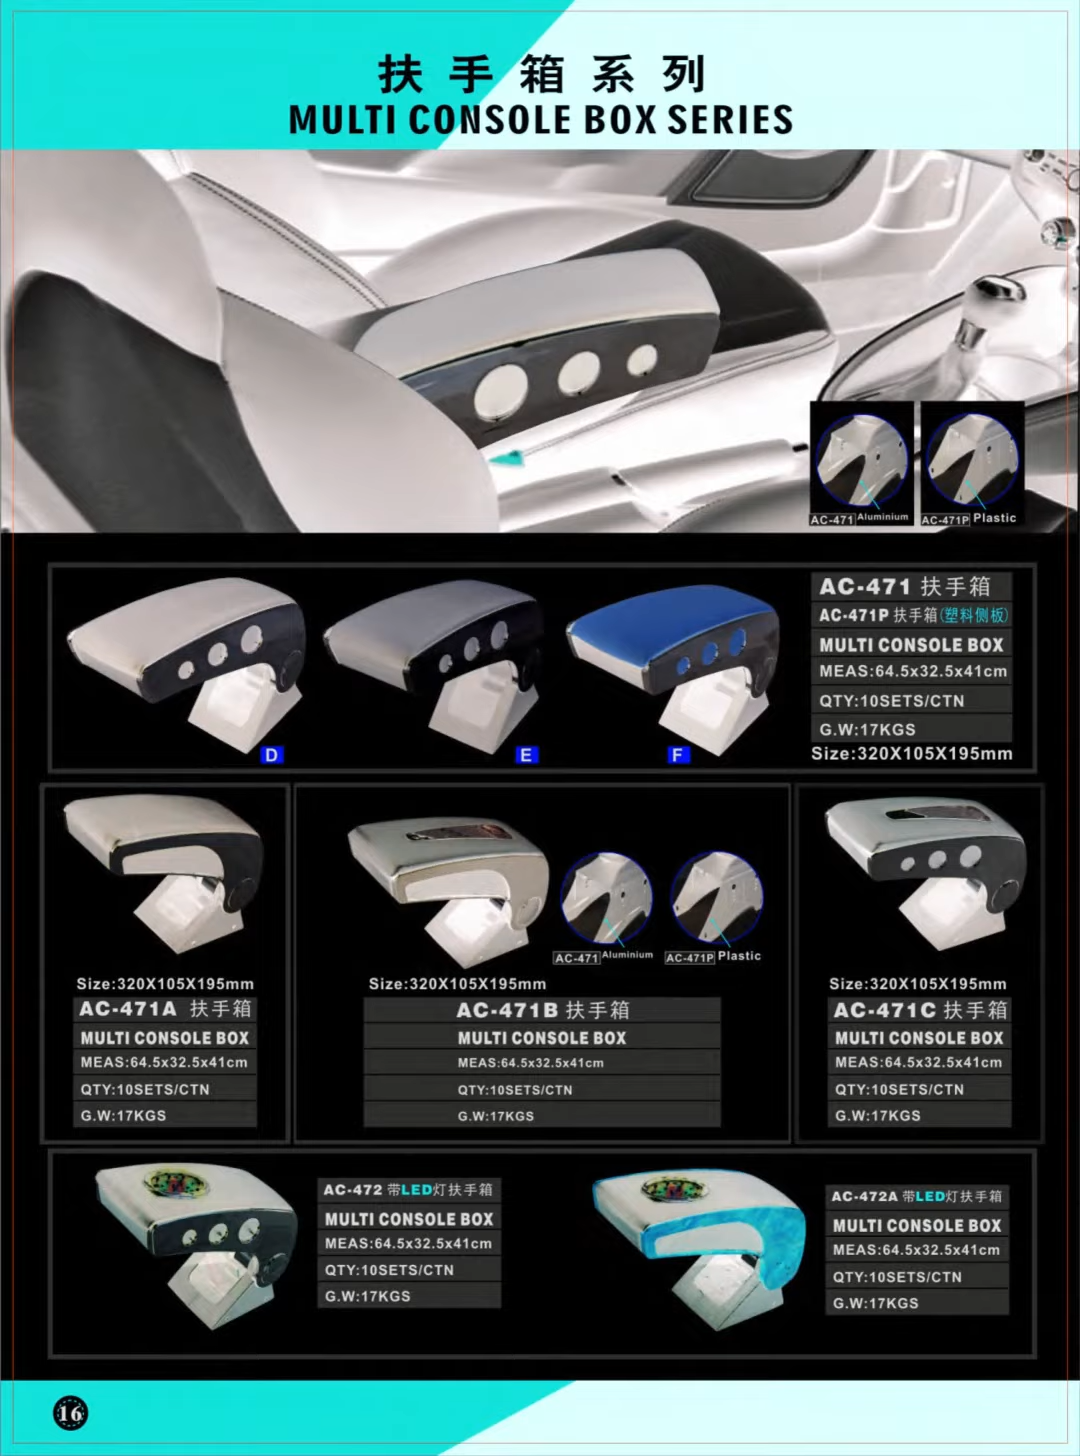 扶手箱系列
MULTI CONSOLE BOX SERIES
AC-471 Aluminium
AC-471P Plastic
D
E
F
AC-471 扶手箱
AC-471P 扶手箱(塑料侧板)
MULTI CONSOLE BOX
MEAS:64.5x32.5x41cm
QTY:10SETS/CTN
G.W:17KGS
Size:320X105X195mm
Size:320X105X195mm
AC-471A 扶手箱
MULTI CONSOLE BOX
MEAS:64.5x32.5x41cm
QTY:10SETS/CTN
G.W:17KGS
AC-471 Aluminium
AC-471P Plastic
Size:320X105X195mm
AC-471B 扶手箱
MULTI CONSOLE BOX
MEAS:64.5x32.5x41cm
QTY:10SETS/CTN
G.W:17KGS
Size:320X105X195mm
AC-471C 扶手箱
MULTI CONSOLE BOX
MEAS:64.5x32.5x41cm
QTY:10SETS/CTN
G.W:17KGS
AC-472 带LED灯扶手箱
MULTI CONSOLE BOX
MEAS:64.5x32.5x41cm
QTY:10SETS/CTN
G.W:17KGS
AC-472A 带LED灯扶手箱
MULTI CONSOLE BOX
MEAS:64.5x32.5x41cm
QTY:10SETS/CTN
G.W:17KGS
16